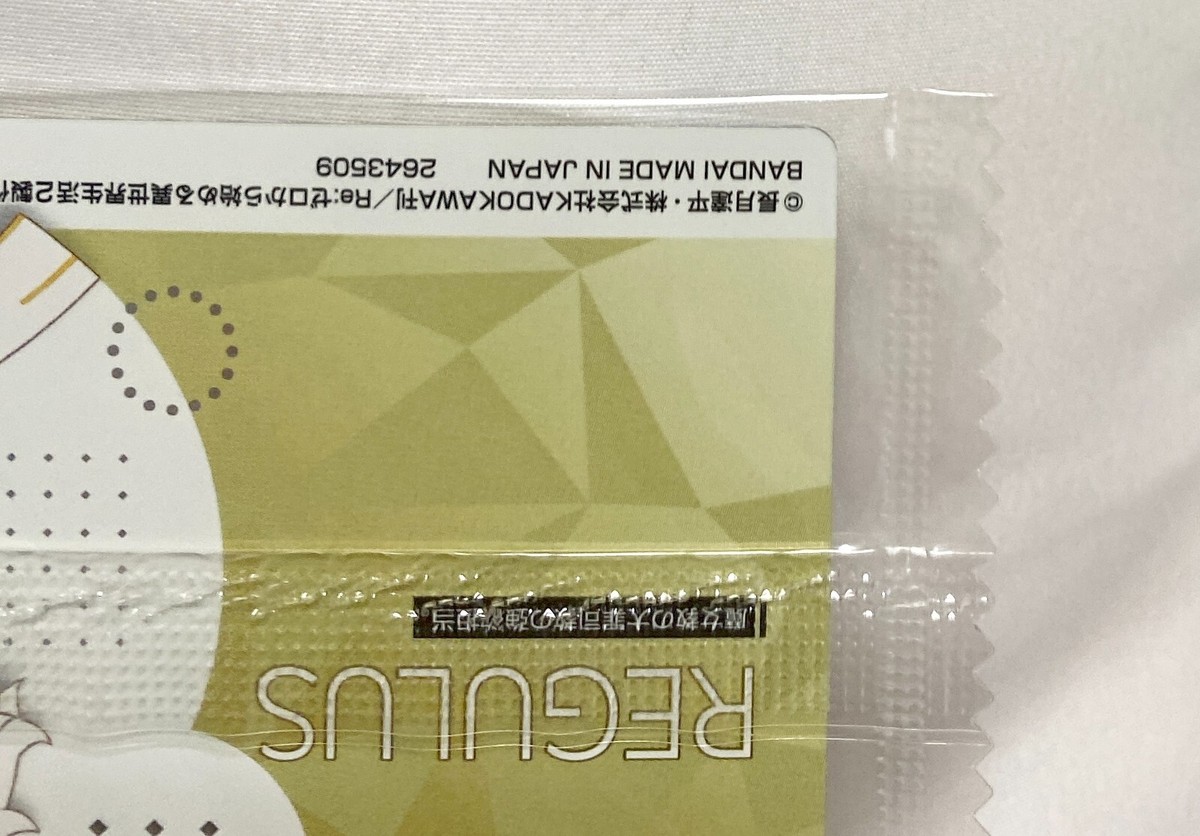 REGULUS
魔女教の大罪司教の強欲担当
©長月達平・株式会社KADOKAWA刊／Re:ゼロから始める異世界生活2製作
BANDAI MADE IN JAPAN 2643509